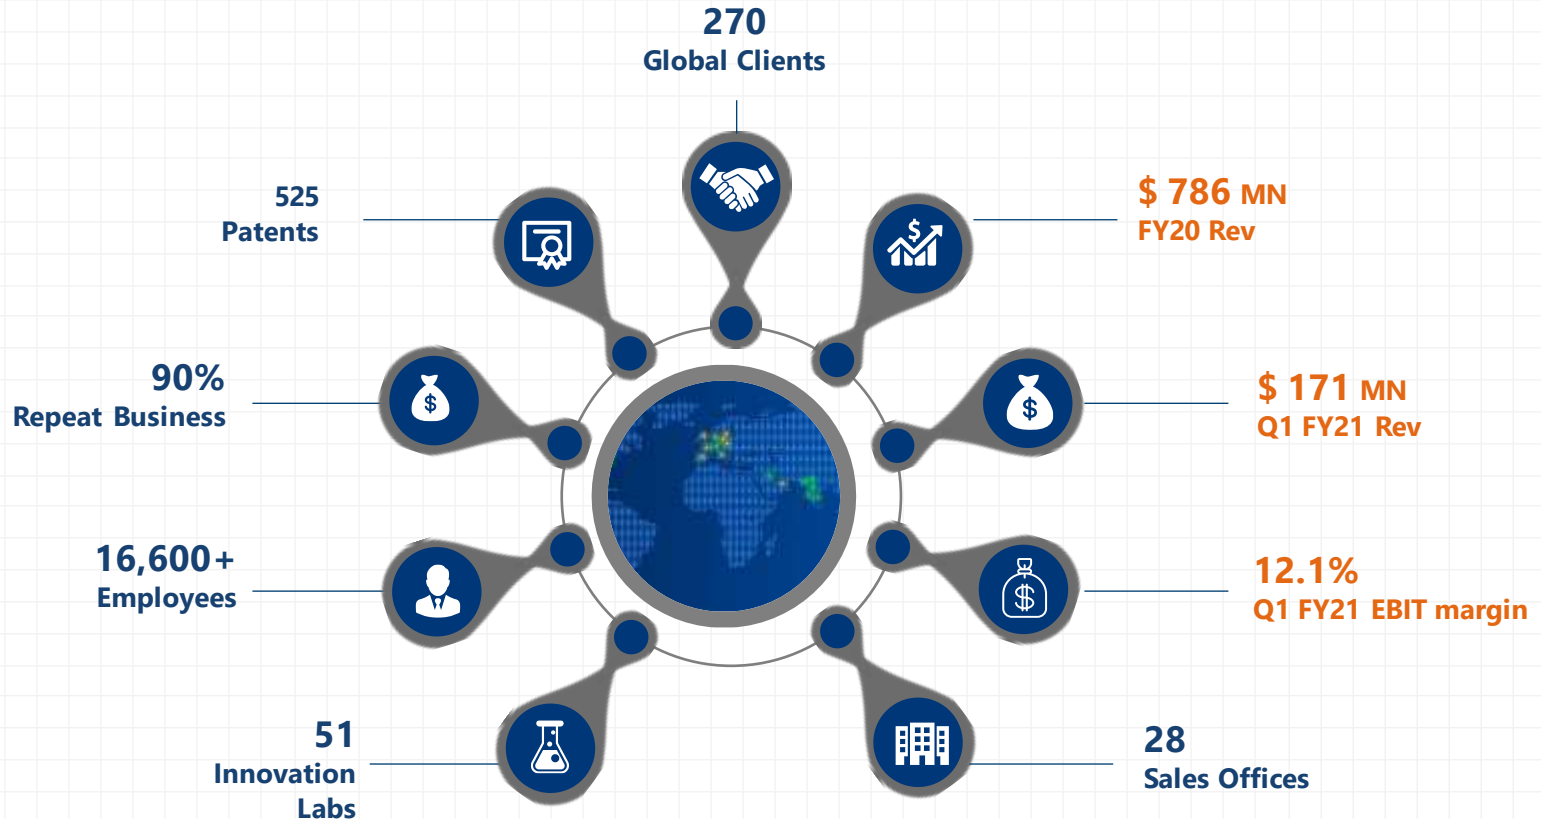 270
Global Clients
$ 786 MN
FY20 Rev
525
Patents
$ 171 MN
Q1 FY21 Rev
90%
Repeat Business
12.1%
Q1 FY21 EBIT margin
16,600+
Employees
28
Sales Offices
51
Innovation
Labs